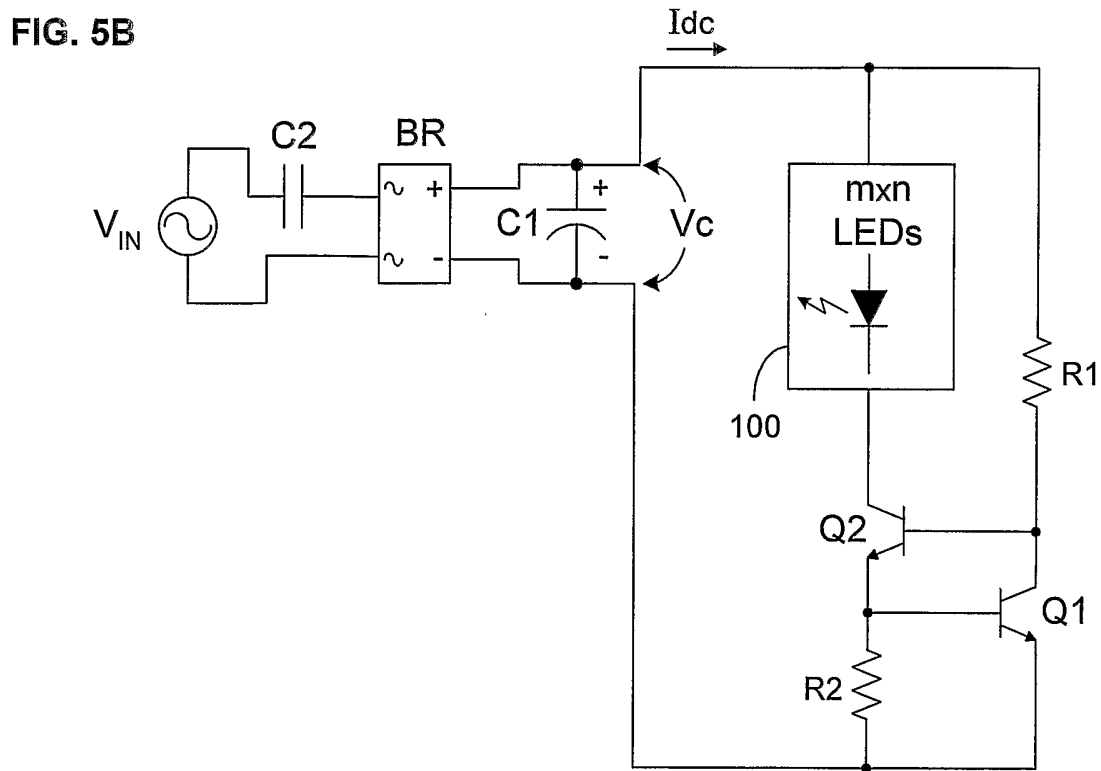 FIG. 5B
Idc
C2
BR
+
+
C1
-
-
Vc
V_IN
mxn
LEDs
100
R1
Q2
Q1
R2